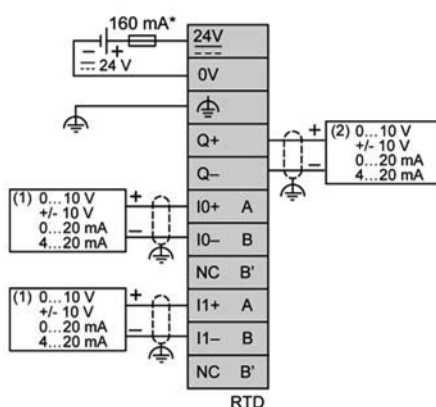 160 mA*
24V
− +
24 V
0V
Q+
+ (2) 0...10 V
+/- 10 V
0...20 mA
4...20 mA
Q–
−
(1) 0...10 V
+/- 10 V
0...20 mA
4...20 mA
+
−
I0+ A
I0– B
NC B'
(1) 0...10 V
+/- 10 V
0...20 mA
4...20 mA
+
−
I1+ A
I1– B
NC B'
RTD